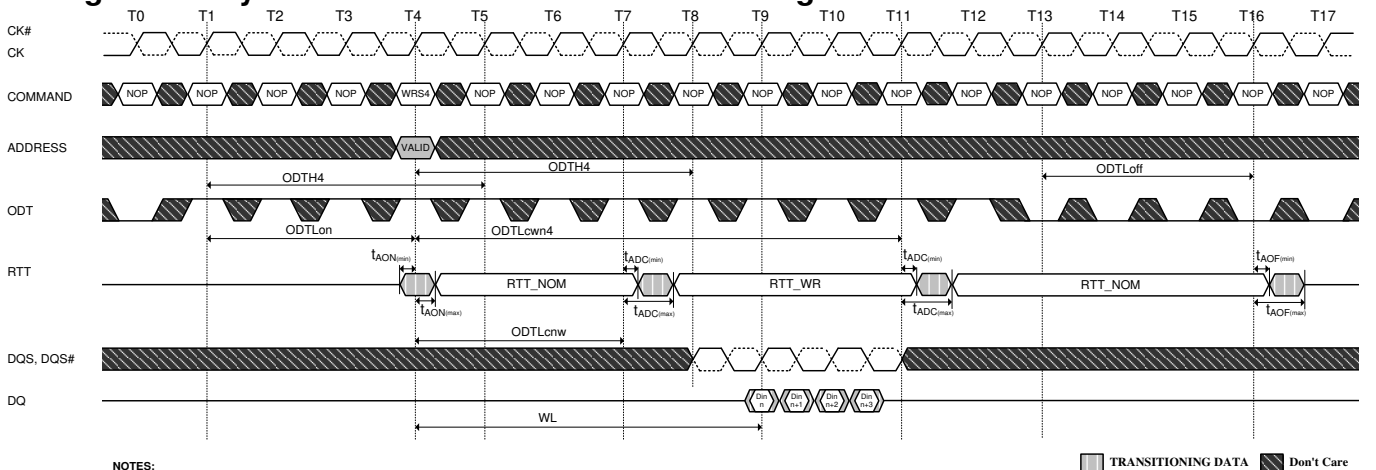 T0 T1 T2 T3 T4 T5 T6 T7 T8 T9 T10 T11 T12 T13 T14 T15 T16 T17
CK#
CK
COMMAND NOP NOP NOP NOP WRS4 NOP NOP NOP NOP NOP NOP NOP NOP NOP NOP NOP NOP NOP
ADDRESS VALID
ODTH4 ODTH4 ODTLoff
ODT
ODTLon ODTLcwn4
tAON(min) tADC(min) tADC(min) tAOF(min)
RTT RTT_NOM RTT_WR RTT_NOM
tAON(max) tADC(max) tADC(max) tAOF(max)
ODTLcnw
DQS, DQS#
DQ Din n Din n+1 Din n+2 Din n+3
WL
NOTES:
TRANSITIONING DATA Don't Care